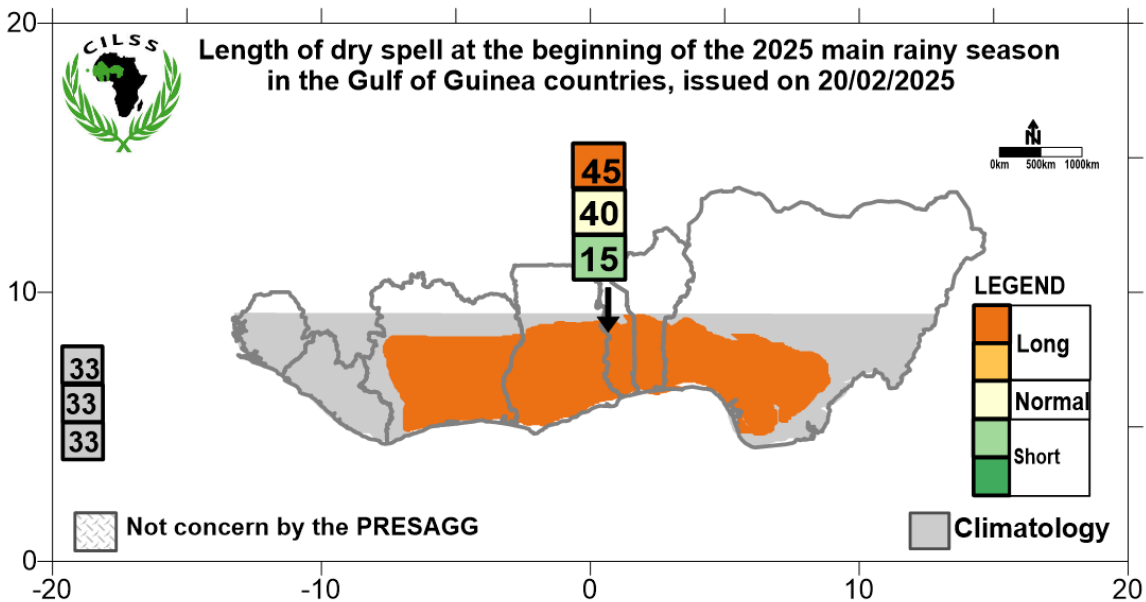 20
CILSS
Length of dry spell at the beginning of the 2025 main rainy season
in the Gulf of Guinea countries, issued on 20/02/2025
N
0km 500km 1000km
45
40
15
10
LEGEND
Long
Normal
Short
33
33
33
Not concern by the PRESAGG
Climatology
0
-20 -10 0 10 20